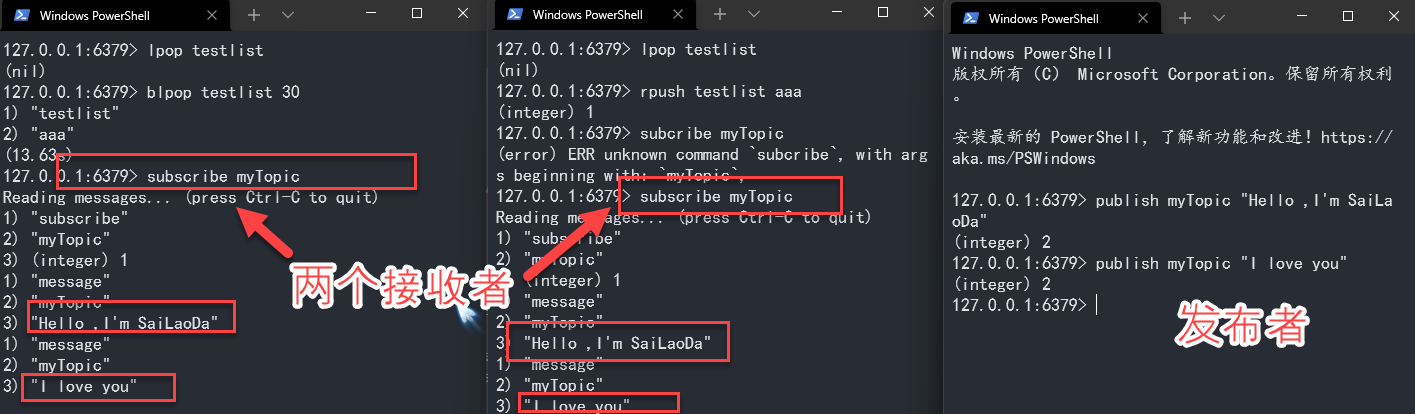 Windows PowerShell
127.0.0.1:6379> lpop testlist
(nil)
127.0.0.1:6379> blpop testlist 30
1) "testlist"
2) "aaa"
(13.63s)
127.0.0.1:6379> subscribe myTopic
Reading messages... (press Ctrl-C to quit)
1) "subscribe"
2) "myTopic"
3) (integer) 1
1) "message"
2) "myTopic"
3) "Hello ,I'm SaiLaoDa"
1) "message"
2) "myTopic"
3) "I love you"
两个接收者
Windows PowerShell
127.0.0.1:6379> lpop testlist
(nil)
127.0.0.1:6379> rpush testlist aaa
(integer) 1
127.0.0.1:6379> subcribe myTopic
(error) ERR unknown command `subcribe`, with arg
s beginning with: `myTopic`,
127.0.0.1:6379> subscribe myTopic
Reading messages... (press Ctrl-C to quit)
1) "subscribe"
2) "myTopic"
(integer) 1
"message"
2) "myTopic"
3) "Hello ,I'm SaiLaoDa"
1) "message"
2) "myTopic"
3) "I love you"
Windows PowerShell
Windows PowerShell
版权所有 (C) Microsoft Corporation。保留所有权利
。
安装最新的 PowerShell，了解新功能和改进！https://
aka.ms/PSWindows
127.0.0.1:6379> publish myTopic "Hello ,I'm SaiLa
oDa"
(integer) 2
127.0.0.1:6379> publish myTopic "I love you"
(integer) 2
127.0.0.1:6379>
发布者